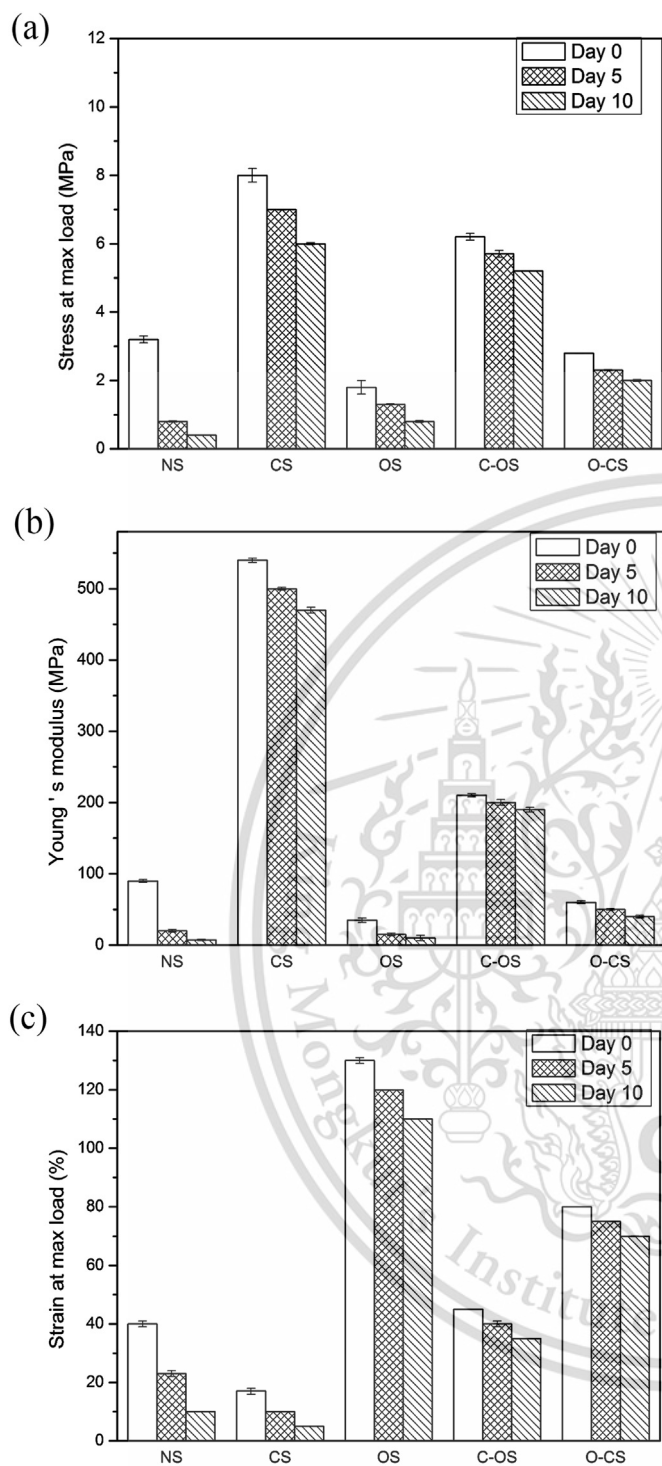 (a)
12
10
8
6
4
2
0
Stress at max load (MPa)
Day 0
Day 5
Day 10
NS CS OS C-OS O-CS
(b)
500
400
300
200
100
0
Young ' s modulus (MPa)
Day 0
Day 5
Day 10
NS CS OS C-OS O-CS
(c)
140
120
100
80
60
40
20
0
Strain at max load (%)
Day 0
Day 5
Day 10
NS CS OS C-OS O-CS
Institute